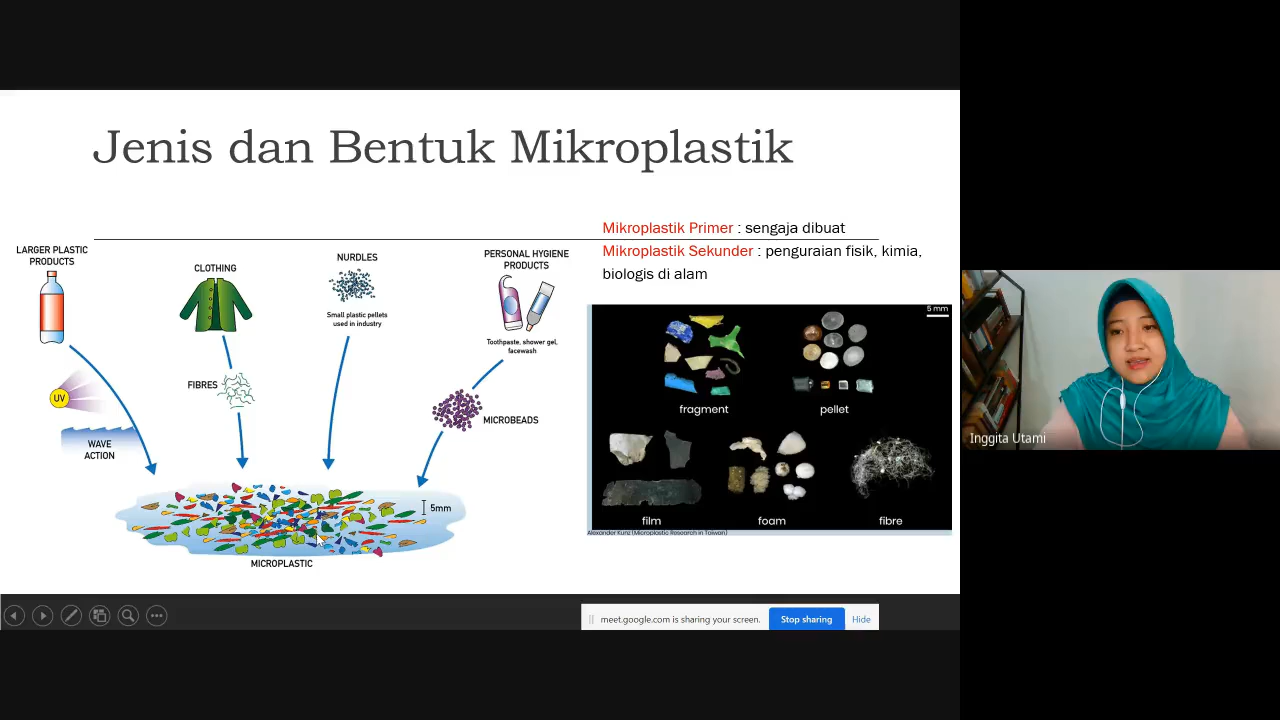 Jenis dan Bentuk Mikroplastik
Mikroplastik Primer : sengaja dibuat
Mikroplastik Sekunder : penguraian fisik, kimia,
biologis di alam
LARGER PLASTIC
PRODUCTS
CLOTHING
NURDLES
Small plastic pellets
used in industry
PERSONAL HYGIENE
PRODUCTS
Toothpaste, shower gel,
facewash
UV
WAVE
ACTION
FIBRES
MICROBEADS
5mm
MICROPLASTIC
5 mm
fragment
pellet
film
foam
fibre
Alexander Kunz (Microplastic Research in Taiwan)
Inggita Utami
meet.google.com is sharing your screen.
Stop sharing
Hide